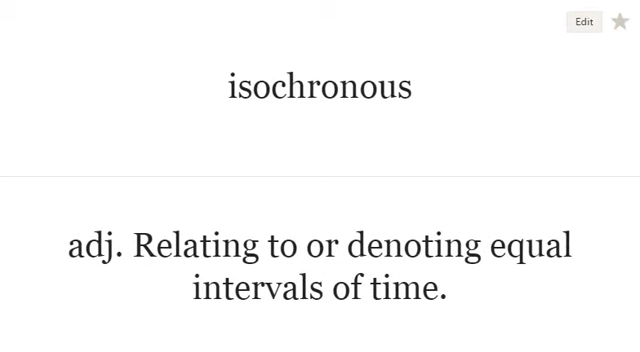 Edit
isochronous
adj. Relating to or denoting equal
intervals of time.